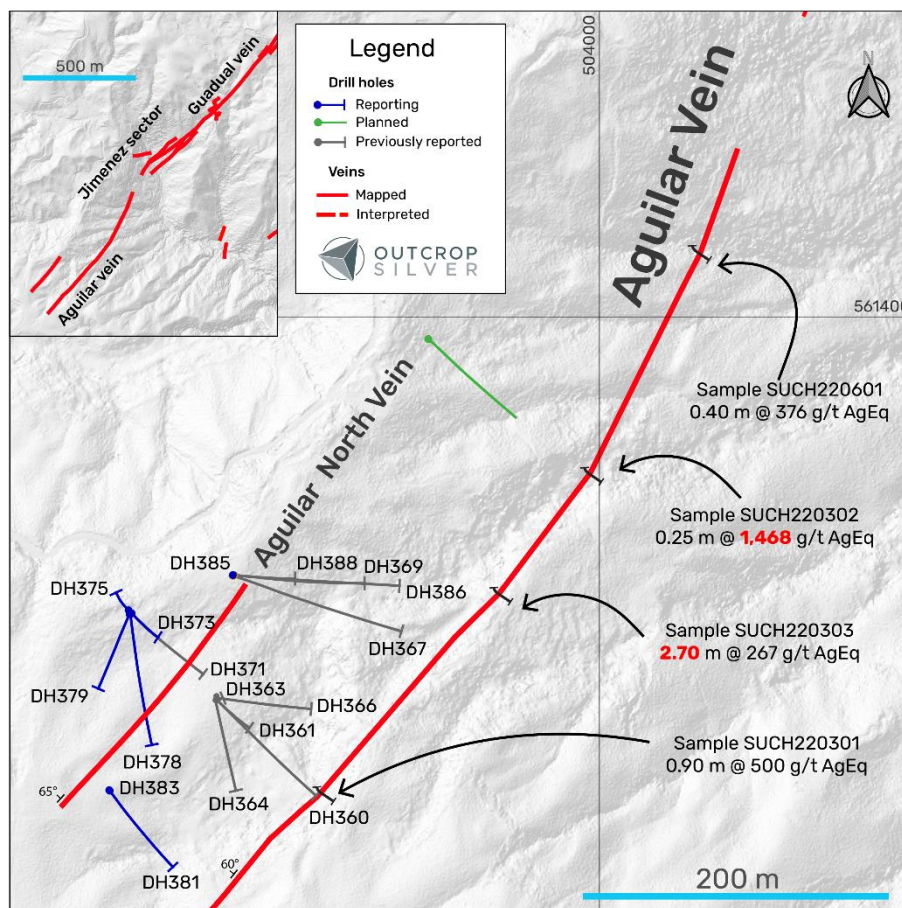 500 m
Guadual vein
Jimenez sector
Aguilar vein
Legend
Drill holes
Reporting
Planned
Previously reported
Veins
Mapped
Interpreted
OUTCROP
SILVER
504000
N
Aguilar Vein
561400
Aguilar North Vein
Sample SUCH220601
0.40 m @ 376 g/t AgEq
Sample SUCH220302
0.25 m @ 1,468 g/t AgEq
Sample SUCH220303
2.70 m @ 267 g/t AgEq
Sample SUCH220301
0.90 m @ 500 g/t AgEq
DH385
DH388
DH369
DH386
DH375
DH373
DH367
DH371
DH379
DH363
DH366
DH361
DH378
DH383
DH364
DH360
65°
60°
DH381
200 m